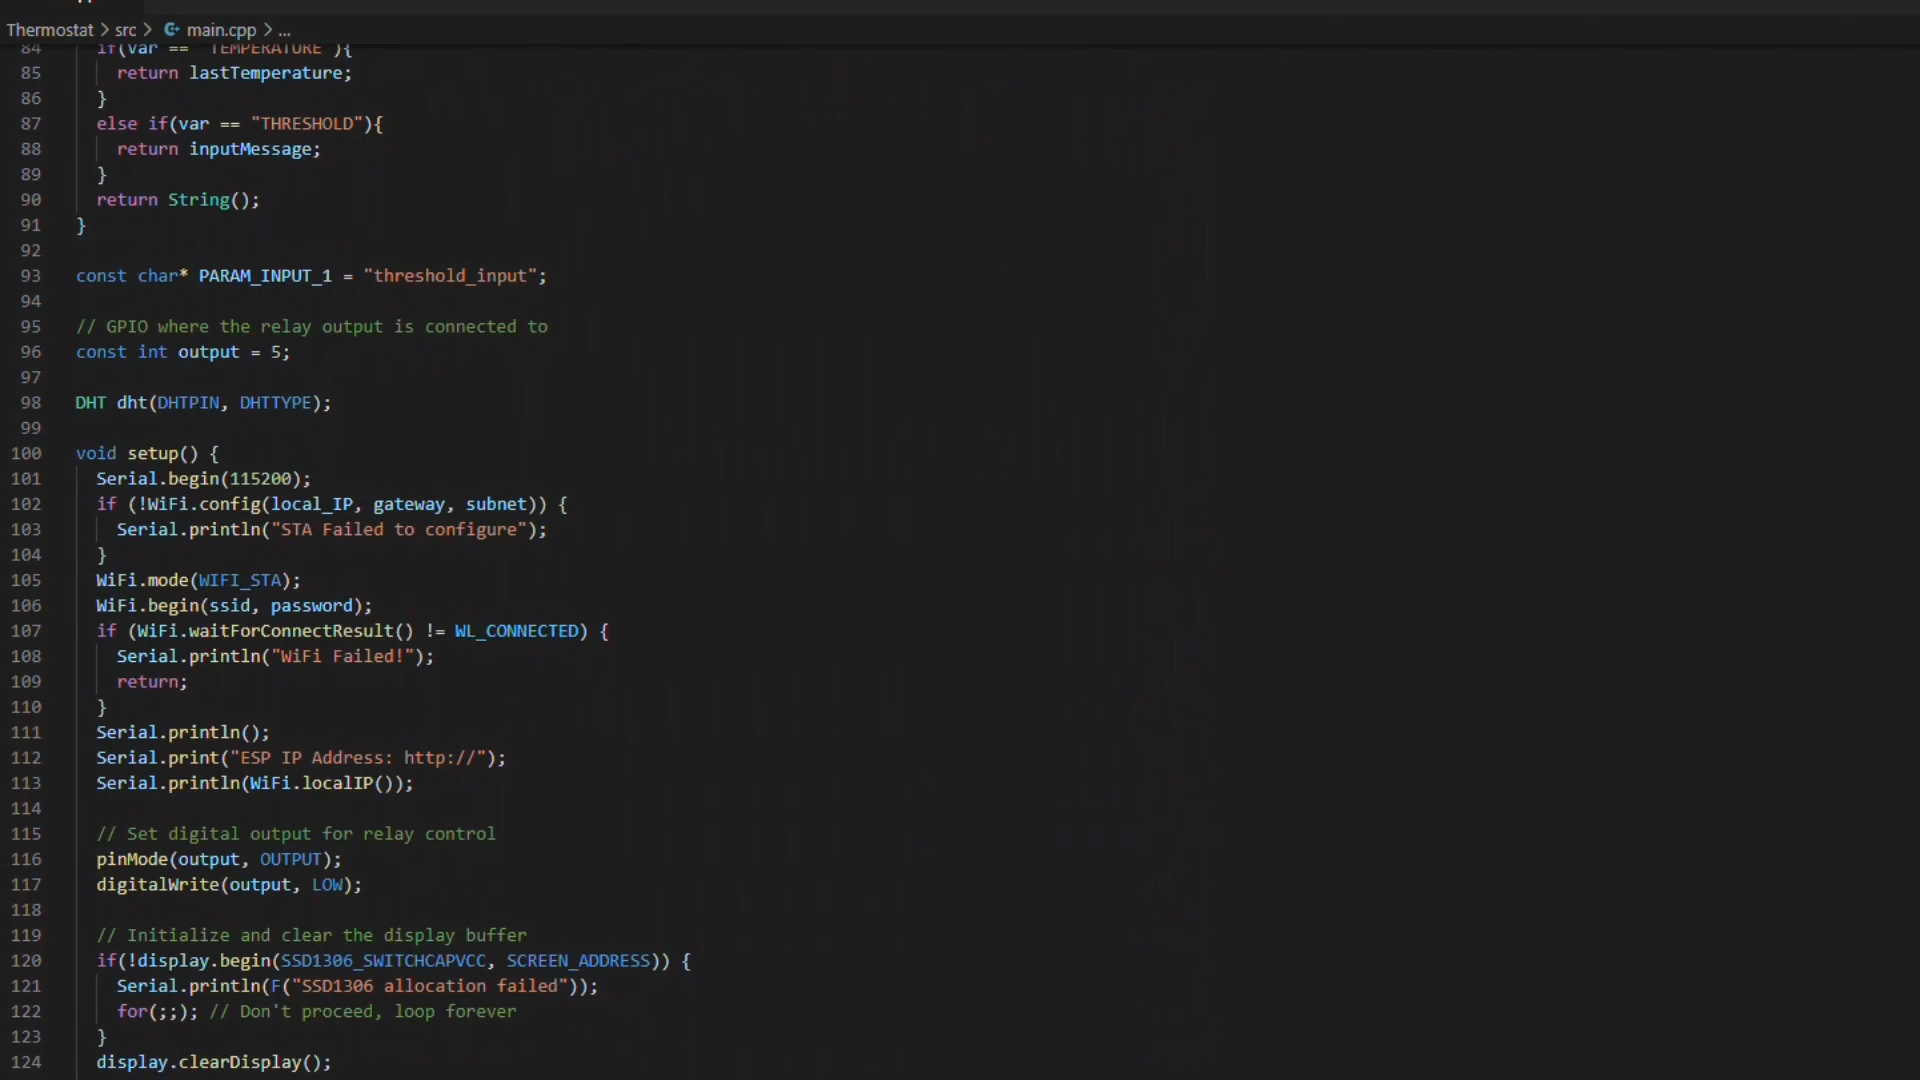 Thermostat > src > main.cpp > ...
84 if(var == "TEMPERATURE"){
85 return lastTemperature;
86 }
87 else if(var == "THRESHOLD"){
88 return inputMessage;
89 }
90 return String();
91 }
92
93 const char* PARAM_INPUT_1 = "threshold_input";
94
95 // GPIO where the relay output is connected to
96 const int output = 5;
97
98 DHT dht(DHTPIN, DHTTYPE);
99
100 void setup() {
101 Serial.begin(115200);
102 if (!WiFi.config(local_IP, gateway, subnet)) {
103 Serial.println("STA Failed to configure");
104 }
105 WiFi.mode(WIFI_STA);
106 WiFi.begin(ssid, password);
107 if (WiFi.waitForConnectResult() != WL_CONNECTED) {
108 Serial.println("WiFi Failed!");
109 return;
110 }
111 Serial.println();
112 Serial.print("ESP IP Address: http://");
113 Serial.println(WiFi.localIP());
114
115 // Set digital output for relay control
116 pinMode(output, OUTPUT);
117 digitalWrite(output, LOW);
118
119 // Initialize and clear the display buffer
120 if(!display.begin(SSD1306_SWITCHCAPVCC, SCREEN_ADDRESS)) {
121 Serial.println(F("SSD1306 allocation failed"));
122 for(;;); // Don't proceed, loop forever
123 }
124 display.clearDisplay();